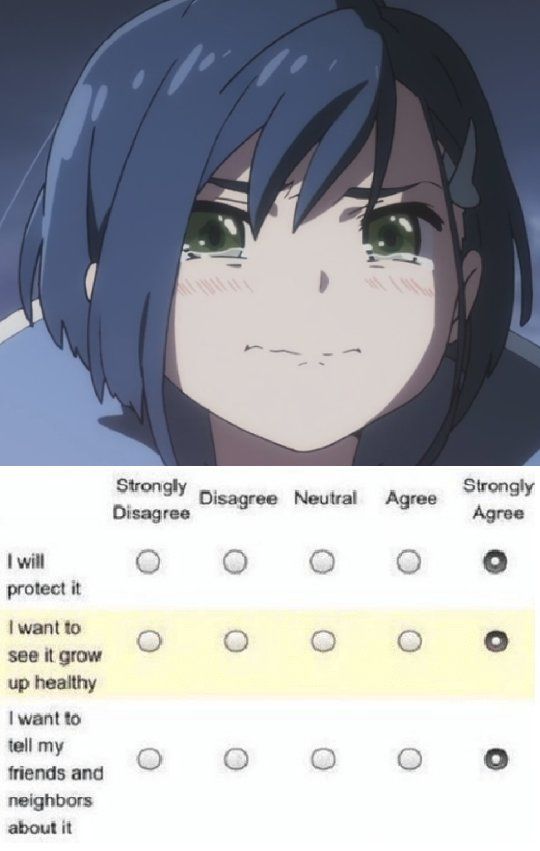 Strongly Disagree Disagree Neutral Agree Strongly Agree
I will
protect it
I want to
see it grow
up healthy
I want to
tell my
friends and
neighbors
about it